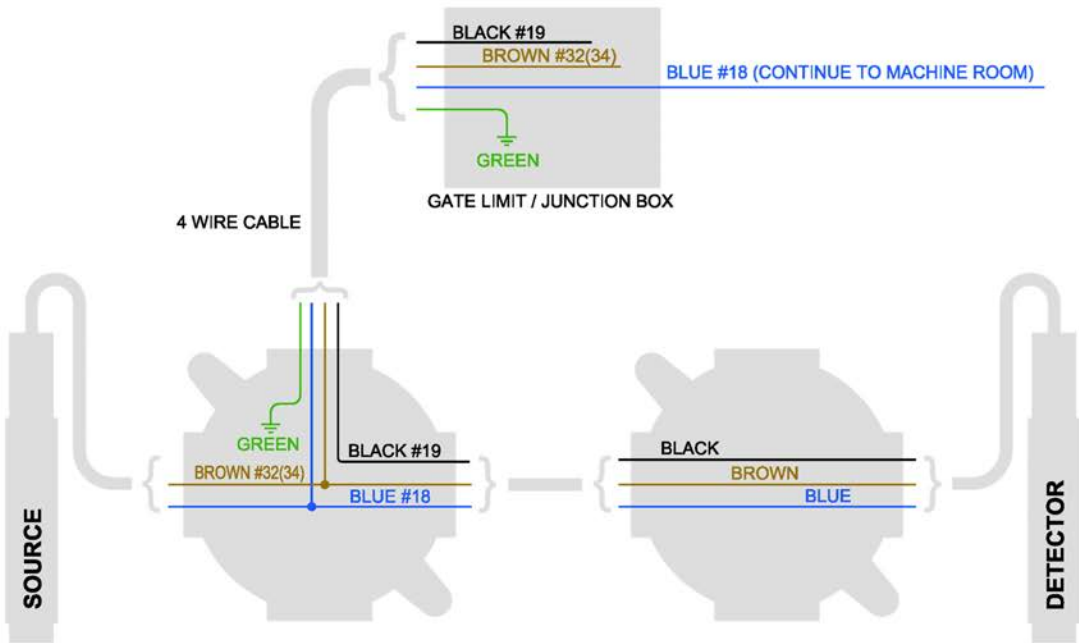 BLACK #19
BROWN #32(34)
BLUE #18 (CONTINUE TO MACHINE ROOM)
GREEN
GATE LIMIT / JUNCTION BOX
4 WIRE CABLE
GREEN
BLACK #19
BROWN #32(34)
BLUE #18
BLACK
BROWN
BLUE
SOURCE
DETECTOR